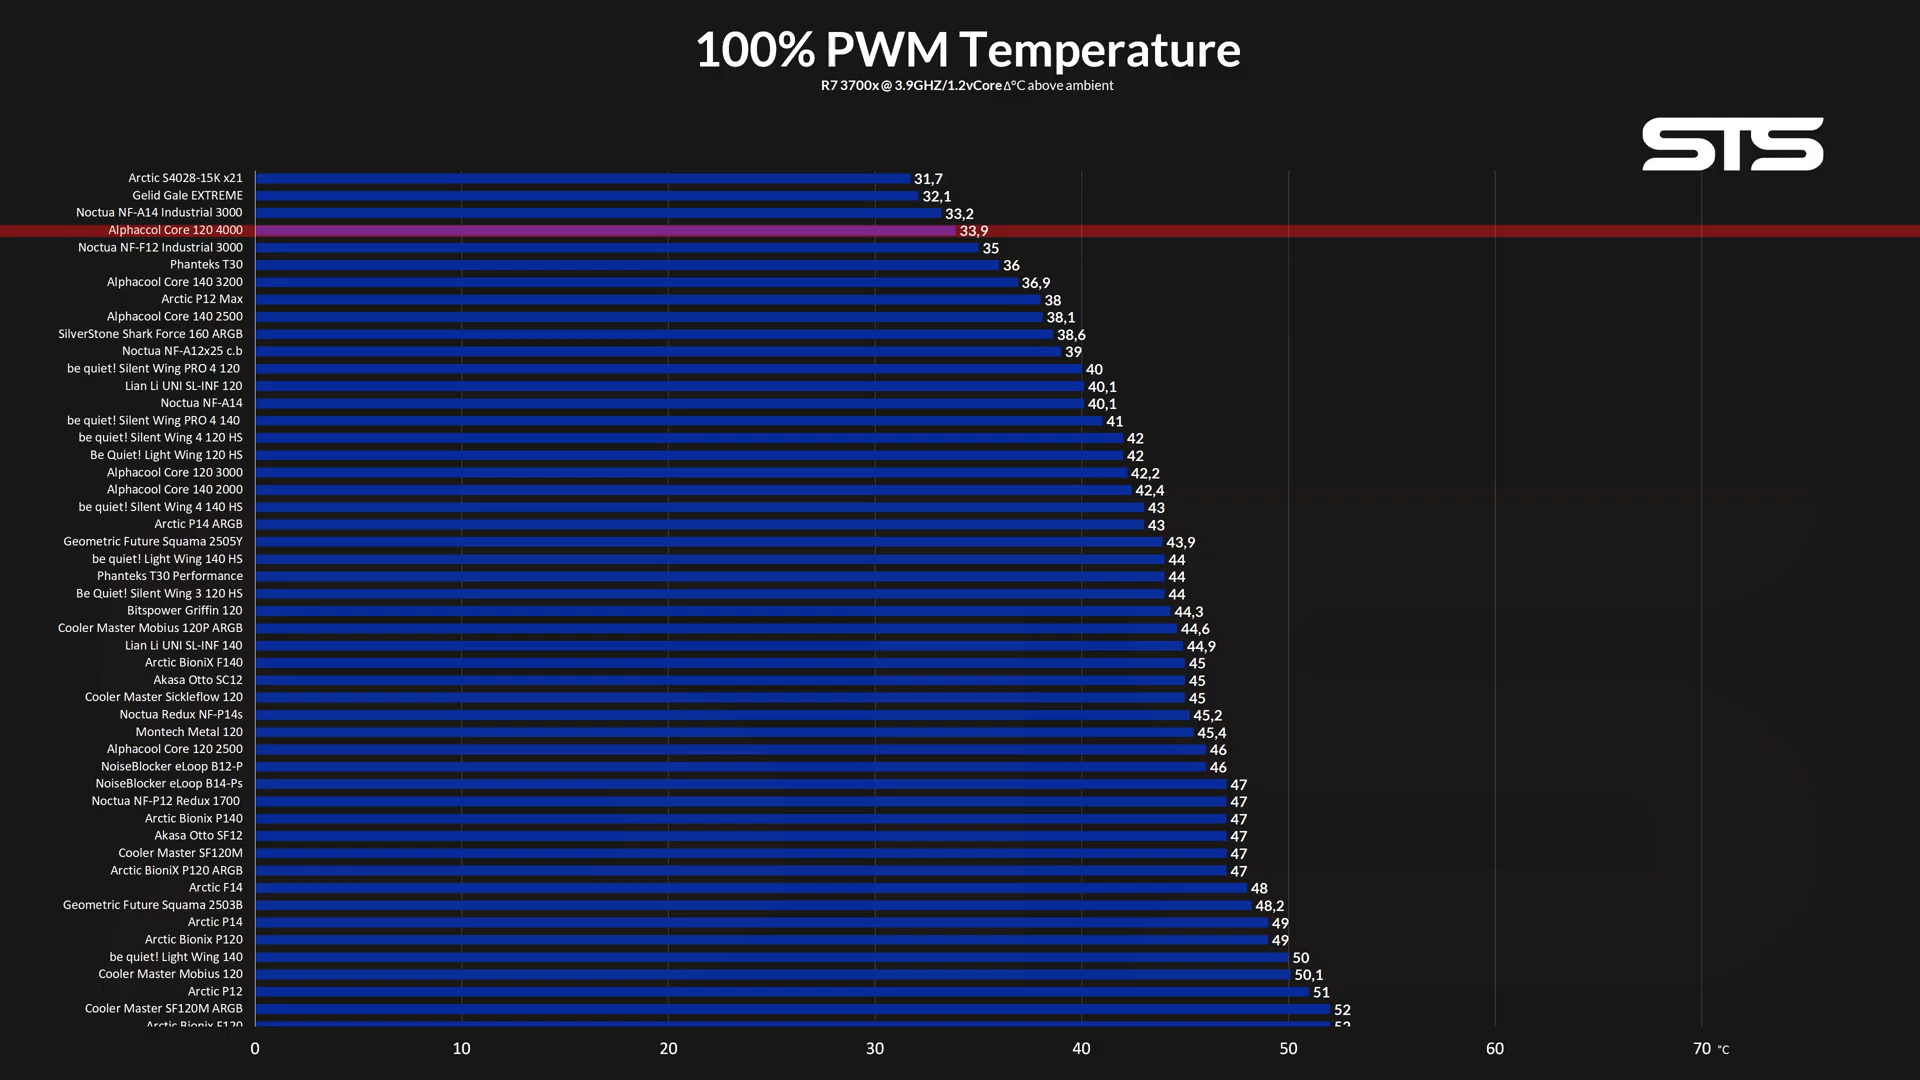 100% PWM Temperature
R7 3700x @ 3.9GHZ/1.2vCore Δ°C above ambient
STS
Arctic S4028-15K x21 31,7
Gelid Gale EXTREME 32,1
Noctua NF-A14 Industrial 3000 33,2
Alphaccol Core 120 4000 33,9
Noctua NF-F12 Industrial 3000 35
Phanteks T30 36
Alphacool Core 140 3200 36,9
Arctic P12 Max 38
Alphacool Core 140 2500 38,1
SilverStone Shark Force 160 ARGB 38,6
Noctua NF-A12x25 c.b 39
be quiet! Silent Wing PRO 4 120 40
Lian Li UNI SL-INF 120 40,1
Noctua NF-A14 40,1
be quiet! Silent Wing PRO 4 140 41
be quiet! Silent Wing 4 120 HS 42
Be Quiet! Light Wing 120 HS 42
Alphacool Core 120 3000 42,2
Alphacool Core 140 2000 42,4
be quiet! Silent Wing 4 140 HS 43
Arctic P14 ARGB 43
Geometric Future Squama 2505Y 43,9
be quiet! Light Wing 140 HS 44
Phanteks T30 Performance 44
Be Quiet! Silent Wing 3 120 HS 44
Bitspower Griffin 120 44,3
Cooler Master Mobius 120P ARGB 44,6
Lian Li UNI SL-INF 140 44,9
Arctic BioniX F140 45
Akasa Otto SC12 45
Cooler Master Sickleflow 120 45
Noctua Redux NF-P14s 45,2
Montech Metal 120 45,4
Alphacool Core 120 2500 46
NoiseBlocker eLoop B12-P 46
NoiseBlocker eLoop B14-Ps 47
Noctua NF-P12 Redux 1700 47
Arctic Bionix P140 47
Akasa Otto SF12 47
Cooler Master SF120M 47
Arctic BioniX P120 ARGB 47
Arctic F14 48
Geometric Future Squama 2503B 48,2
Arctic P14 49
Arctic Bionix P120 49
be quiet! Light Wing 140 50
Cooler Master Mobius 120 50,1
Arctic P12 51
Cooler Master SF120M ARGB 52
Arctic Bionix F120 52
0 10 20 30 40 50 60 70 °C